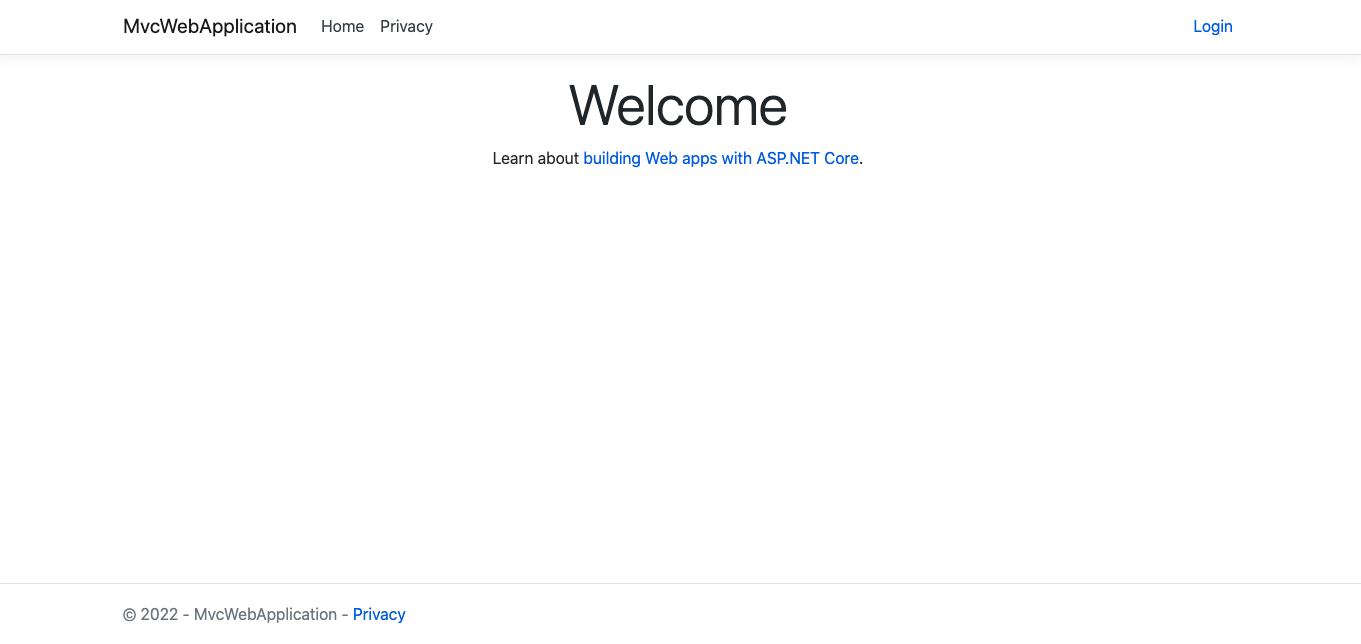 MvcWebApplication Home Privacy Login
Welcome
Learn about building Web apps with ASP.NET Core.
© 2022 - MvcWebApplication - Privacy